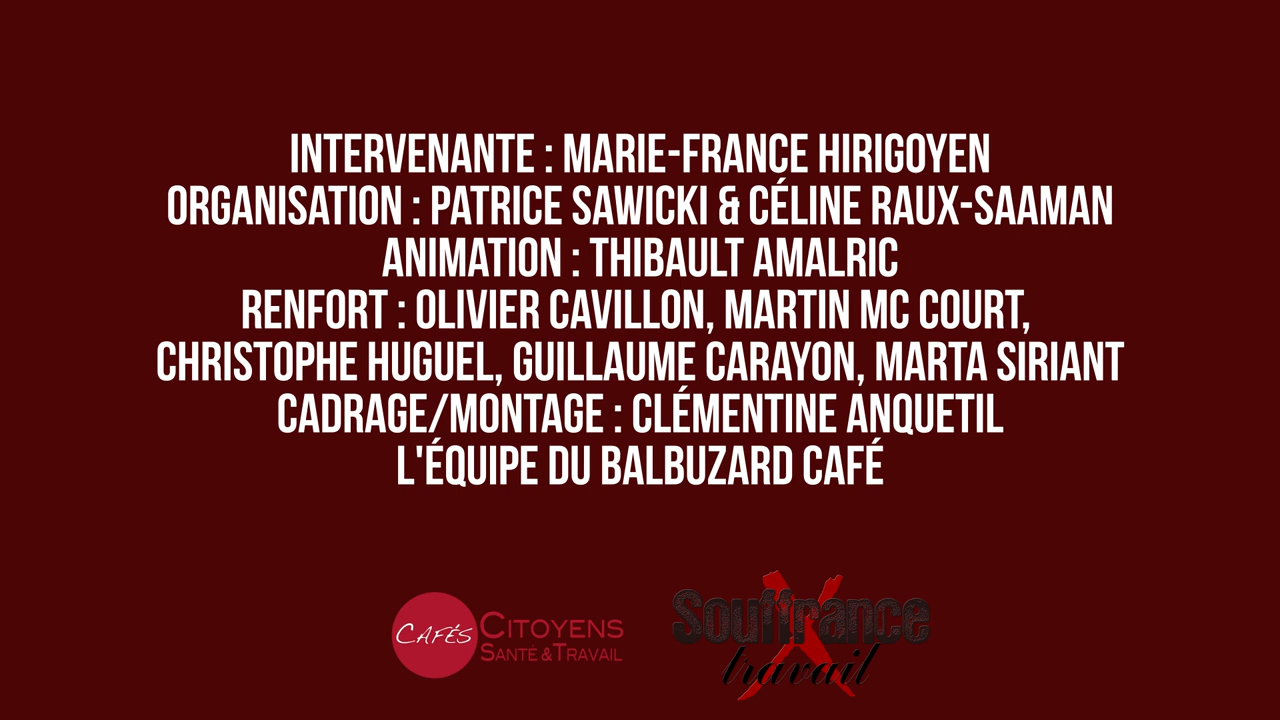 INTERVENANTE : MARIE-FRANCE HIRIGOYEN
ORGANISATION : PATRICE SAWICKI & CÉLINE RAUX-SAAMAN
ANIMATION : THIBAULT AMALRIC
RENFORT : OLIVIER CAVILLON, MARTIN MC COURT,
CHRISTOPHE HUGUEL, GUILLAUME CARAYON, MARTA SIRIANT
CADRAGE/MONTAGE : CLÉMENTINE ANQUETIL
L'ÉQUIPE DU BALBUZARD CAFÉ
CAFÉS CITOYENS
SANTÉ & TRAVAIL
Souffrance
travail